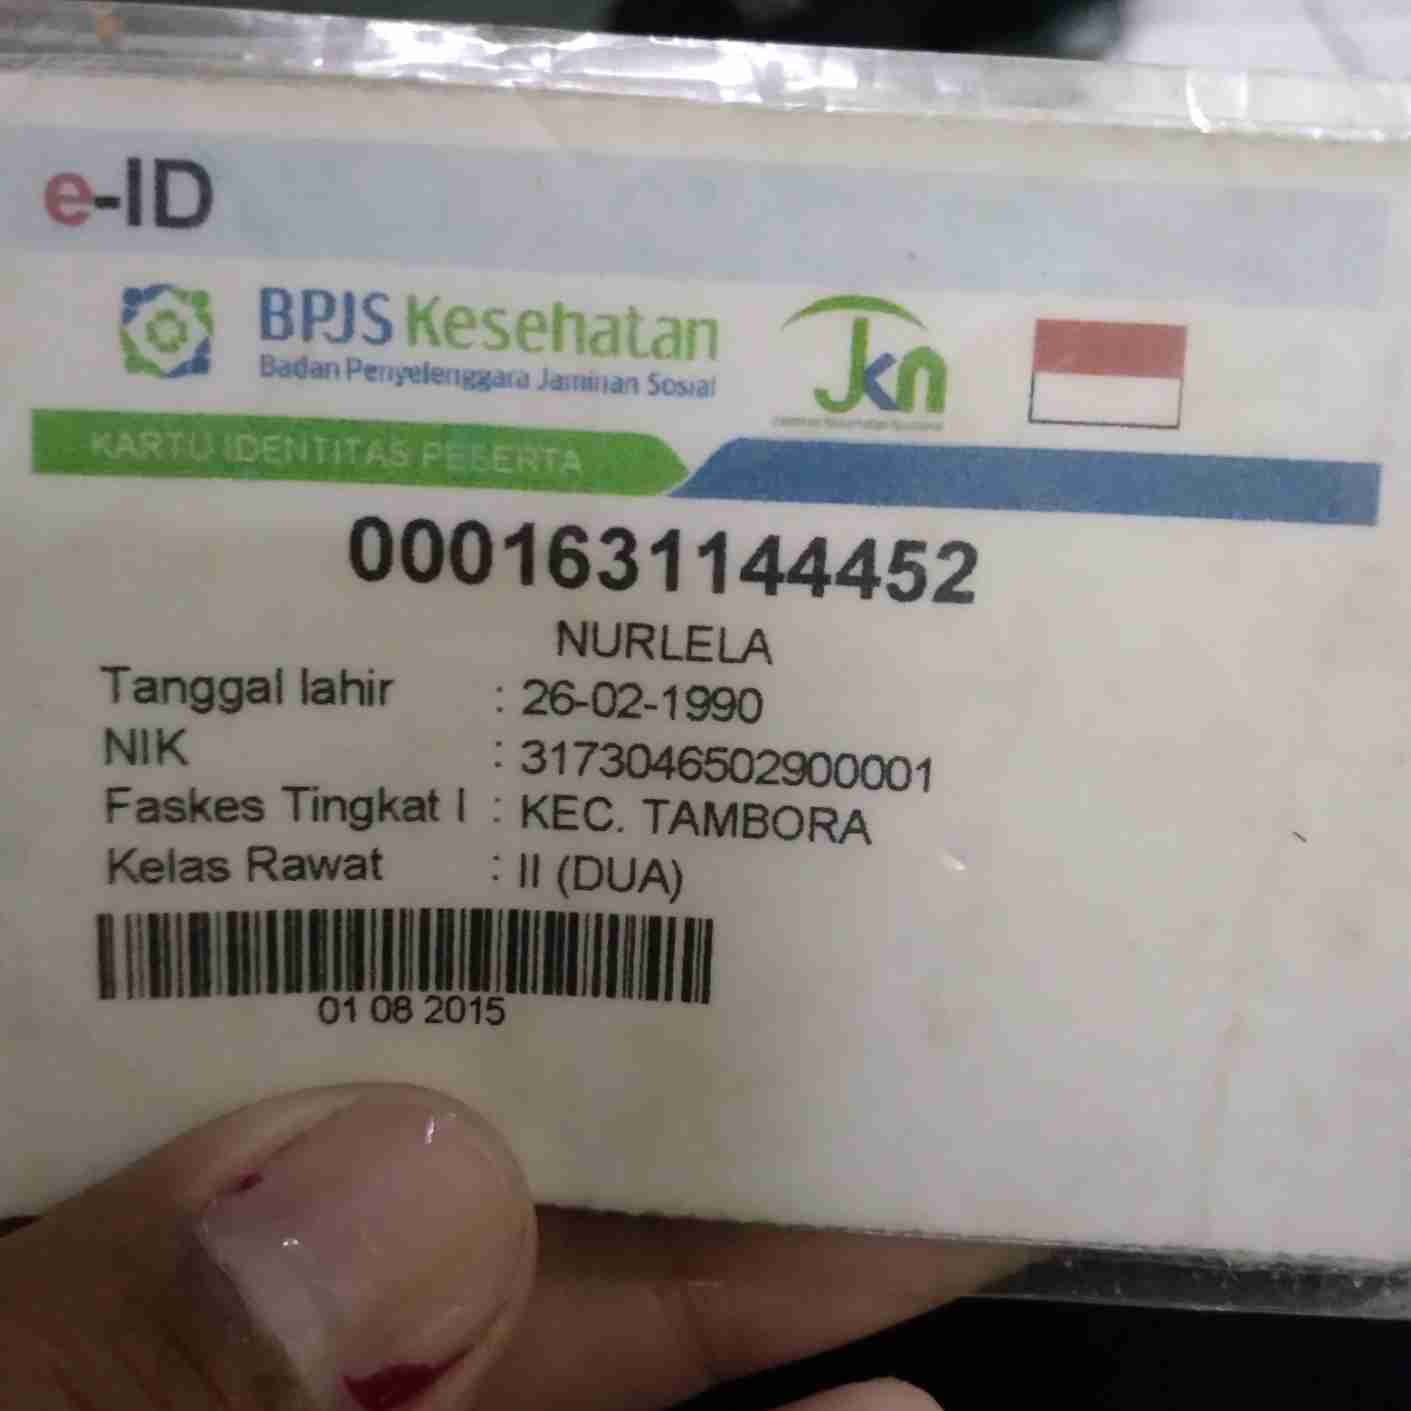 e-ID
BPJS Kesehatan
Badan Penyelenggara Jaminan Sosial
Jkn
KARTU IDENTITAS PESERTA
0001631144452
NURLELA
Tanggal lahir : 26-02-1990
NIK : 3173046502900001
Faskes Tingkat I : KEC. TAMBORA
Kelas Rawat : II (DUA)
01 08 2015